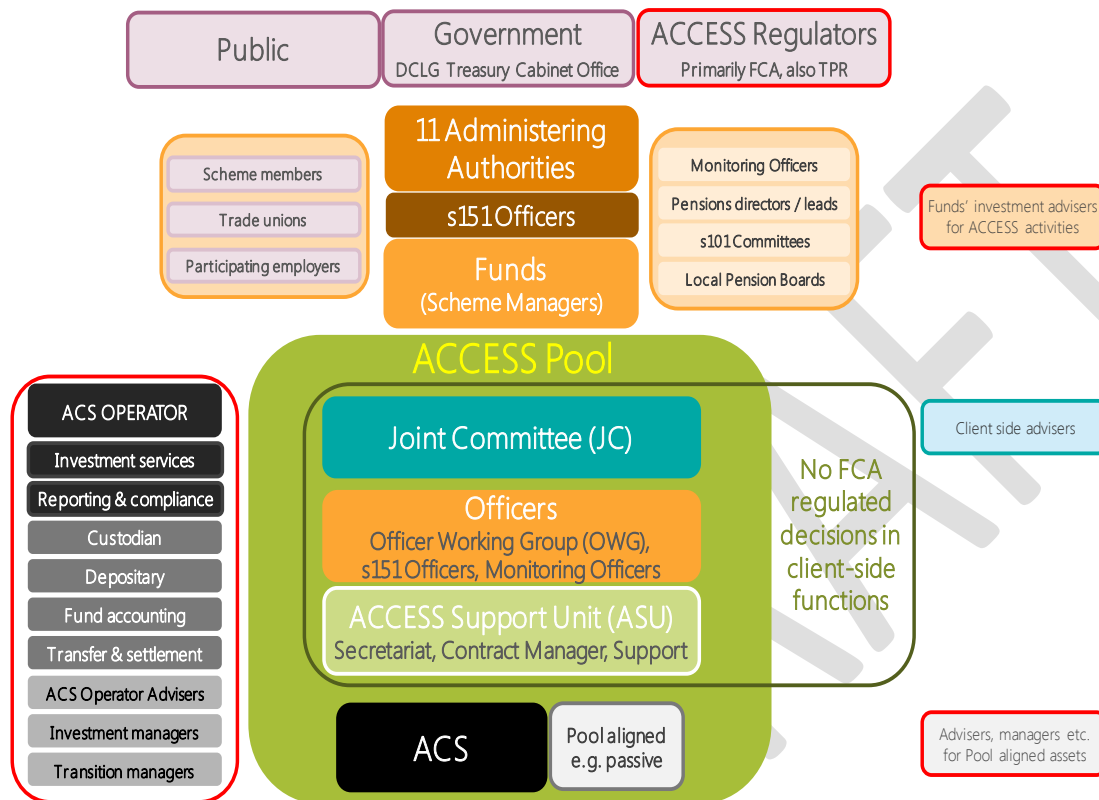 Public
Government
DCLG Treasury Cabinet Office
ACCESS Regulators
Primarily FCA, also TPR
11 Administering
Authorities
s151 Officers
Funds
(Scheme Managers)
Scheme members
Trade unions
Participating employers
Monitoring Officers
Pensions directors / leads
s101 Committees
Local Pension Boards
Funds' investment advisers
for ACCESS activities
ACCESS Pool
ACS OPERATOR
Investment services
Reporting & compliance
Custodian
Depositary
Fund accounting
Transfer & settlement
ACS Operator Advisers
Investment managers
Transition managers
Joint Committee (JC)
Officers
Officer Working Group (OWG),
s151 Officers, Monitoring Officers
ACCESS Support Unit (ASU)
Secretariat, Contract Manager, Support
No FCA
regulated
decisions in
client-side
functions
Client side advisers
ACS
Pool aligned
e.g. passive
Advisers, managers etc.
for Pool aligned assets